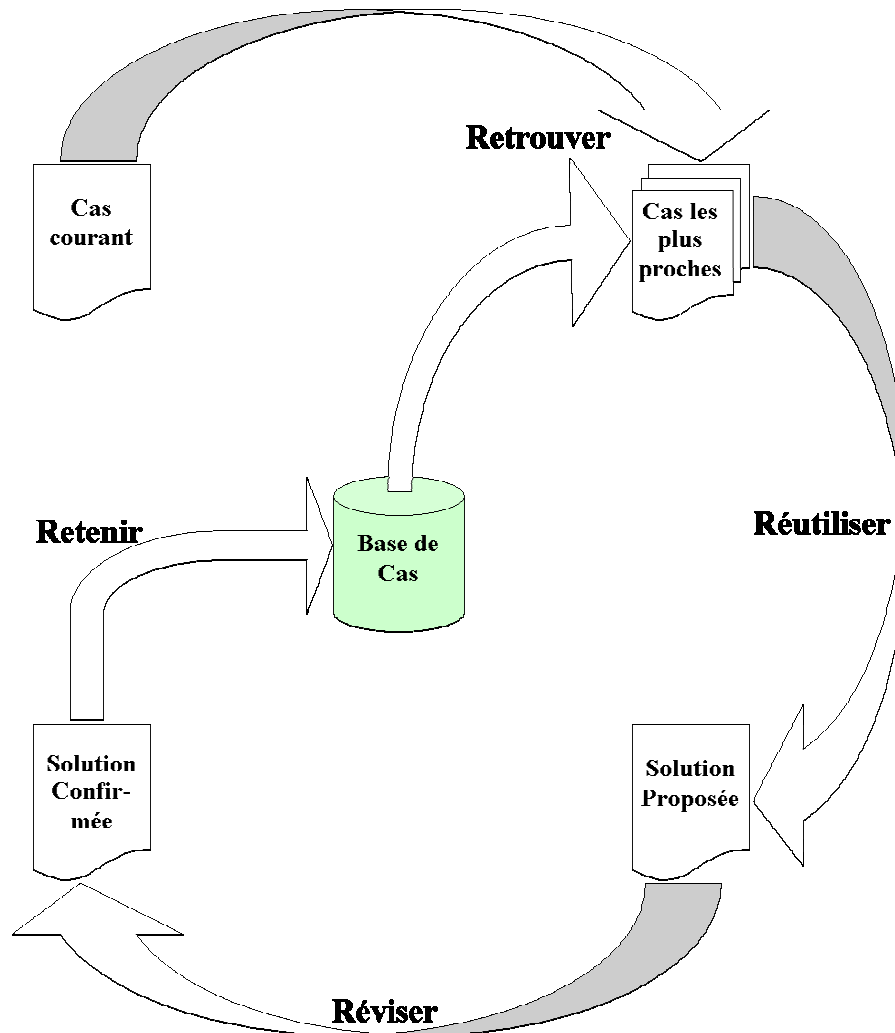 Retrouver
Cas
courant
Cas les
plus
proches
Retenir
Réutiliser
Base de
Cas
Solution
Confir-
mée
Solution
Proposée
Réviser